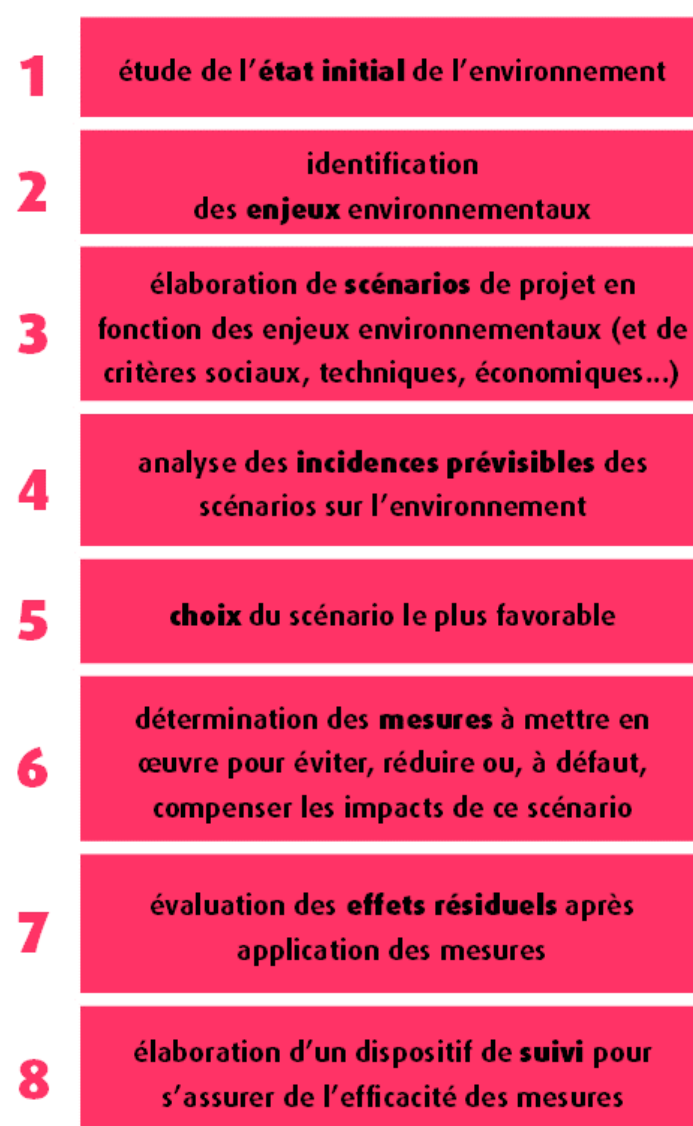 1
étude de l’état initial de l’environnement
2
identification
des enjeux environnementaux
3
élaboration de scénarios de projet en
fonction des enjeux environnementaux (et de
critères sociaux, techniques, économiques...)
4
analyse des incidences prévisibles des
scénarios sur l’environnement
5
choix du scénario le plus favorable
6
détermination des mesures à mettre en
œuvre pour éviter, réduire ou, à défaut,
compenser les impacts de ce scénario
7
évaluation des effets résiduels après
application des mesures
8
élaboration d’un dispositif de suivi pour
s’assurer de l’efficacité des mesures